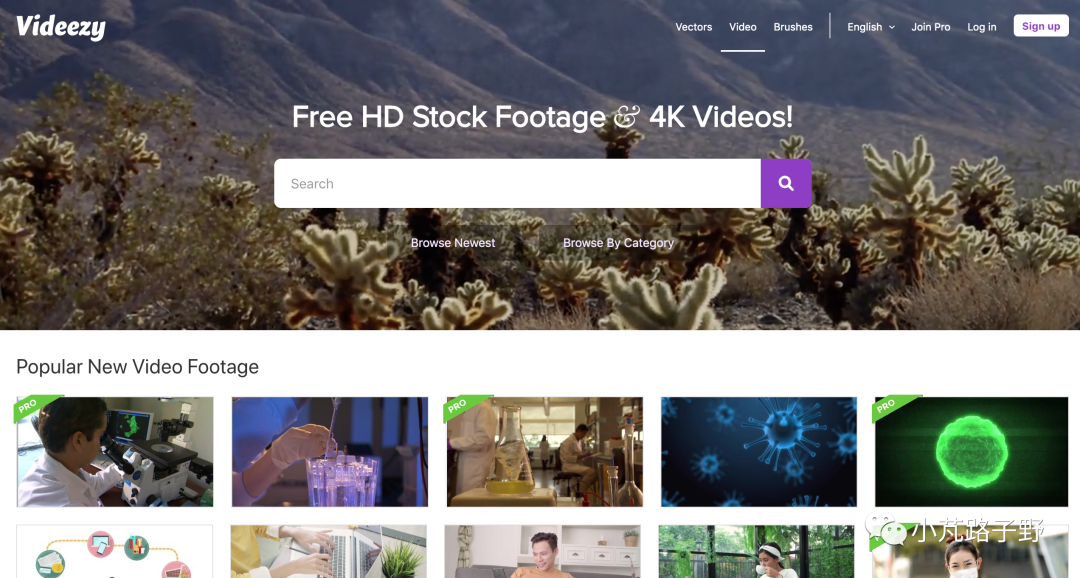 Videezy
Vectors Video Brushes English Join Pro Log in Sign up
Free HD Stock Footage & 4K Videos!
Search
Browse Newest Browse By Category
Popular New Video Footage
PRO PRO PRO
小芃路子野